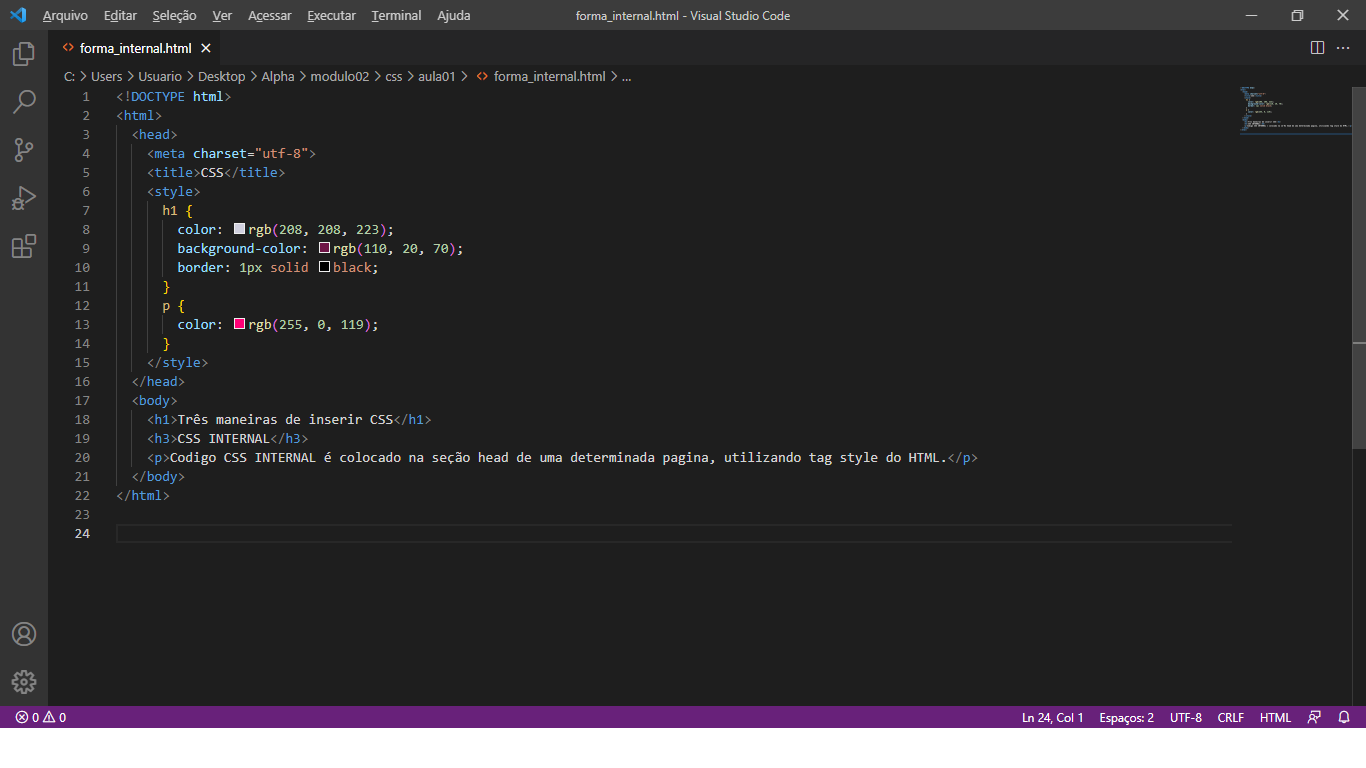 Arquivo Editar Seleção Ver Acessar Executar Terminal Ajuda forma_internal.html - Visual Studio Code
forma_internal.html
C: > Users > Usuario > Desktop > Alpha > modulo02 > css > aula01 > forma_internal.html > ...
1 <!DOCTYPE html>
2 <html>
3 <head>
4 <meta charset="utf-8">
5 <title>CSS</title>
6 <style>
7 h1 {
8 color: rgb(208, 208, 223);
9 background-color: rgb(110, 20, 70);
10 border: 1px solid black;
11 }
12 p {
13 color: rgb(255, 0, 119);
14 }
15 </style>
16 </head>
17 <body>
18 <h1>Três maneiras de inserir CSS</h1>
19 <h3>CSS INTERNAL</h3>
20 <p>Codigo CSS INTERNAL é colocado na seção head de uma determinada pagina, utilizando tag style do HTML.</p>
21 </body>
22 </html>
23
24
0 0 Ln 24, Col 1 Espaços: 2 UTF-8 CRLF HTML